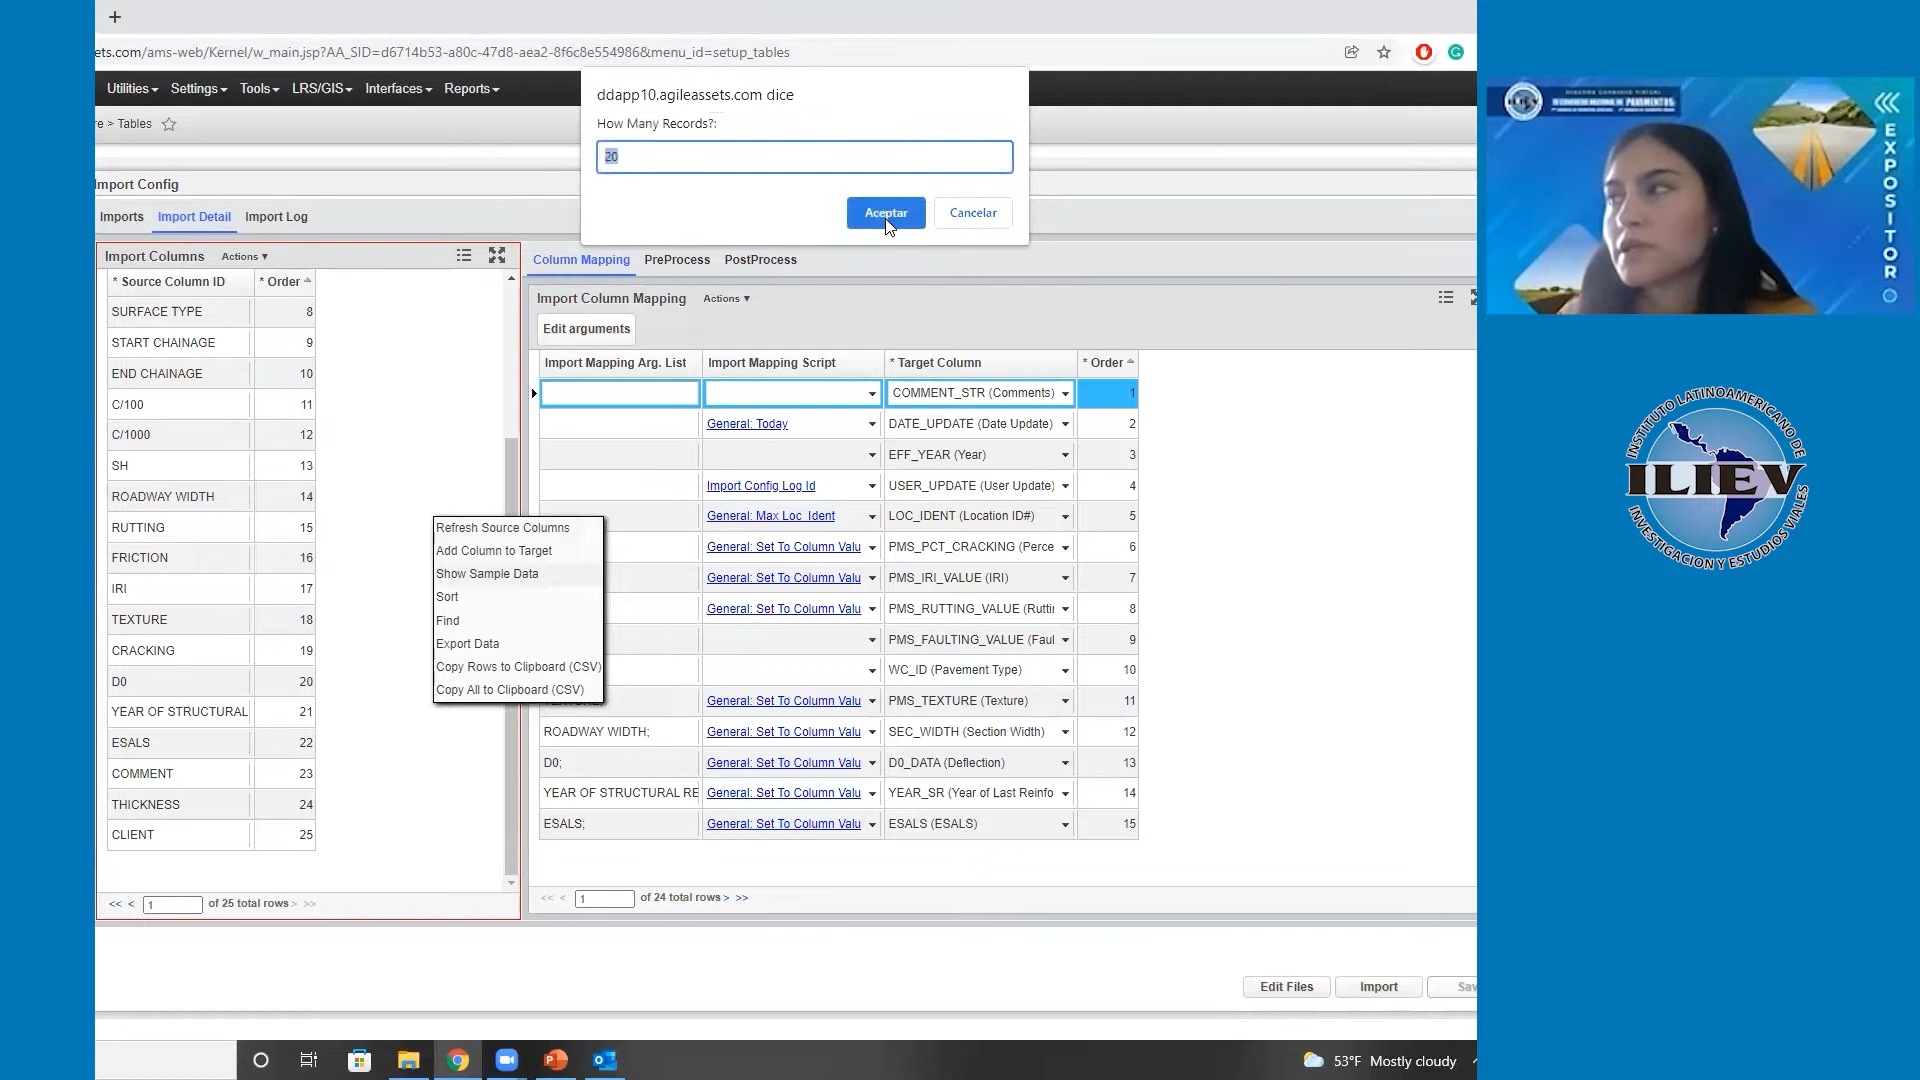 ets.com/ams-web/Kernel/w_main.jsp?AA_SID=d6714b53-a80c-47d8-aea2-8f6c8e554986&menu_id=setup_tables
Utilities Settings Tools LRS/GIS Interfaces Reports
re > Tables
ddapp10.agileassets.com dice
How Many Records?:
20
Aceptar Cancelar
Import Config
Imports Import Detail Import Log
Import Columns Actions
* Source Column ID * Order
SURFACE TYPE 8
START CHAINAGE 9
END CHAINAGE 10
C/100 11
C/1000 12
SH 13
ROADWAY WIDTH 14
RUTTING 15
FRICTION 16
IRI 17
TEXTURE 18
CRACKING 19
D0 20
YEAR OF STRUCTURAL 21
ESALS 22
COMMENT 23
THICKNESS 24
CLIENT 25
<< < 1 of 25 total rows > >>
Refresh Source Columns
Add Column to Target
Show Sample Data
Sort
Find
Export Data
Copy Rows to Clipboard (CSV)
Copy All to Clipboard (CSV)
Column Mapping PreProcess PostProcess
Import Column Mapping Actions
Edit arguments
Import Mapping Arg. List Import Mapping Script * Target Column * Order
COMMENT_STR (Comments) 1
General: Today DATE_UPDATE (Date Update) 2
EFF_YEAR (Year) 3
Import Config Log Id USER_UPDATE (User Update) 4
General: Max Loc_Ident LOC_IDENT (Location ID#) 5
General: Set To Column Valu PMS_PCT_CRACKING (Perce 6
General: Set To Column Valu PMS_IRI_VALUE (IRI) 7
General: Set To Column Valu PMS_RUTTING_VALUE (Rutti 8
PMS_FAULTING_VALUE (Faul 9
WC_ID (Pavement Type) 10
General: Set To Column Valu PMS_TEXTURE (Texture) 11
ROADWAY WIDTH; General: Set To Column Valu SEC_WIDTH (Section Width) 12
D0; General: Set To Column Valu D0_DATA (Deflection) 13
YEAR OF STRUCTURAL RE General: Set To Column Valu YEAR_SR (Year of Last Reinfo 14
ESALS; General: Set To Column Valu ESALS (ESALS) 15
<< < 1 of 24 total rows > >>
Edit Files Import Sav
53°F Mostly cloudy
ILIEV
PAVIMENTOS
EXPOSITOR
INSTITUTO LATINOAMERICANO DE
ILIEV
INVESTIGACION Y ESTUDIOS VIALES